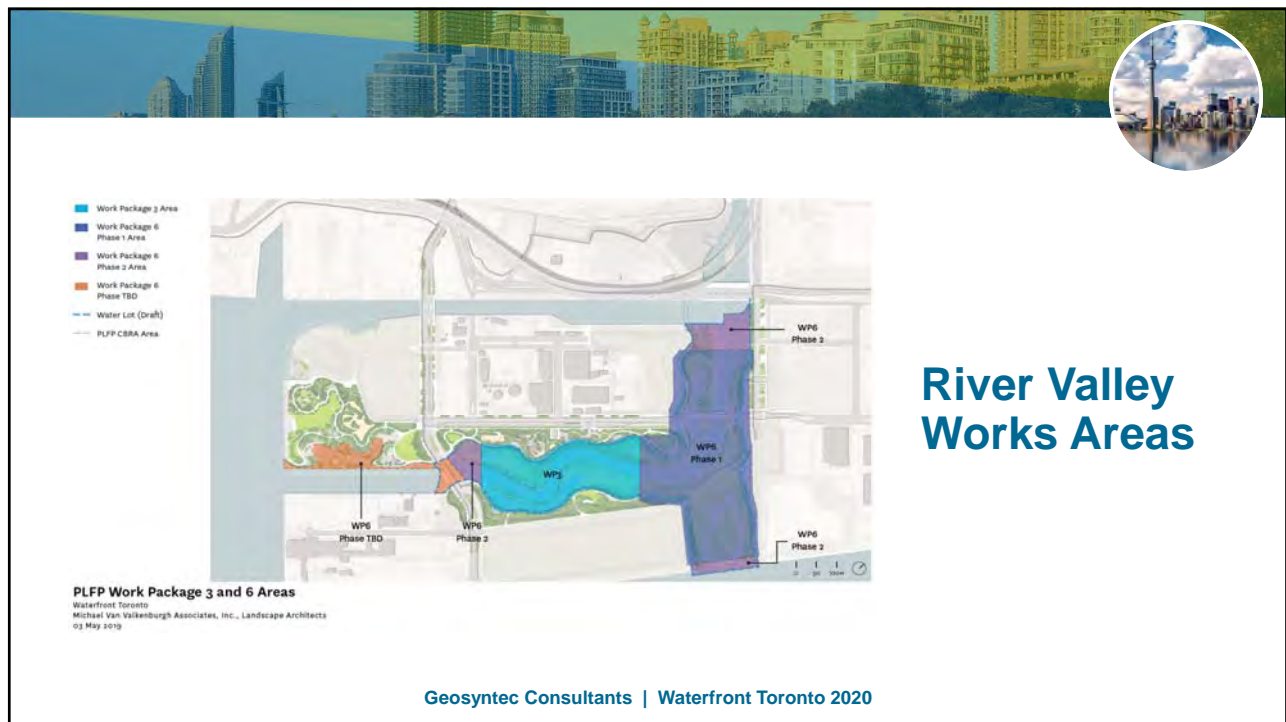 Work Package 3 Area
Work Package 6
Phase 1 Area
Work Package 6
Phase 2 Area
Work Package 6
Phase TBD
Water Lot (Draft)
PLFP CBRA Area
WP6
Phase 2
WP6
Phase 1
WP3
WP6
Phase TBD
WP6
Phase 2
WP6
Phase 2
River Valley
Works Areas
PLFP Work Package 3 and 6 Areas
Waterfront Toronto
Michael Van Valkenburgh Associates, Inc., Landscape Architects
03 May 2019
Geosyntec Consultants | Waterfront Toronto 2020